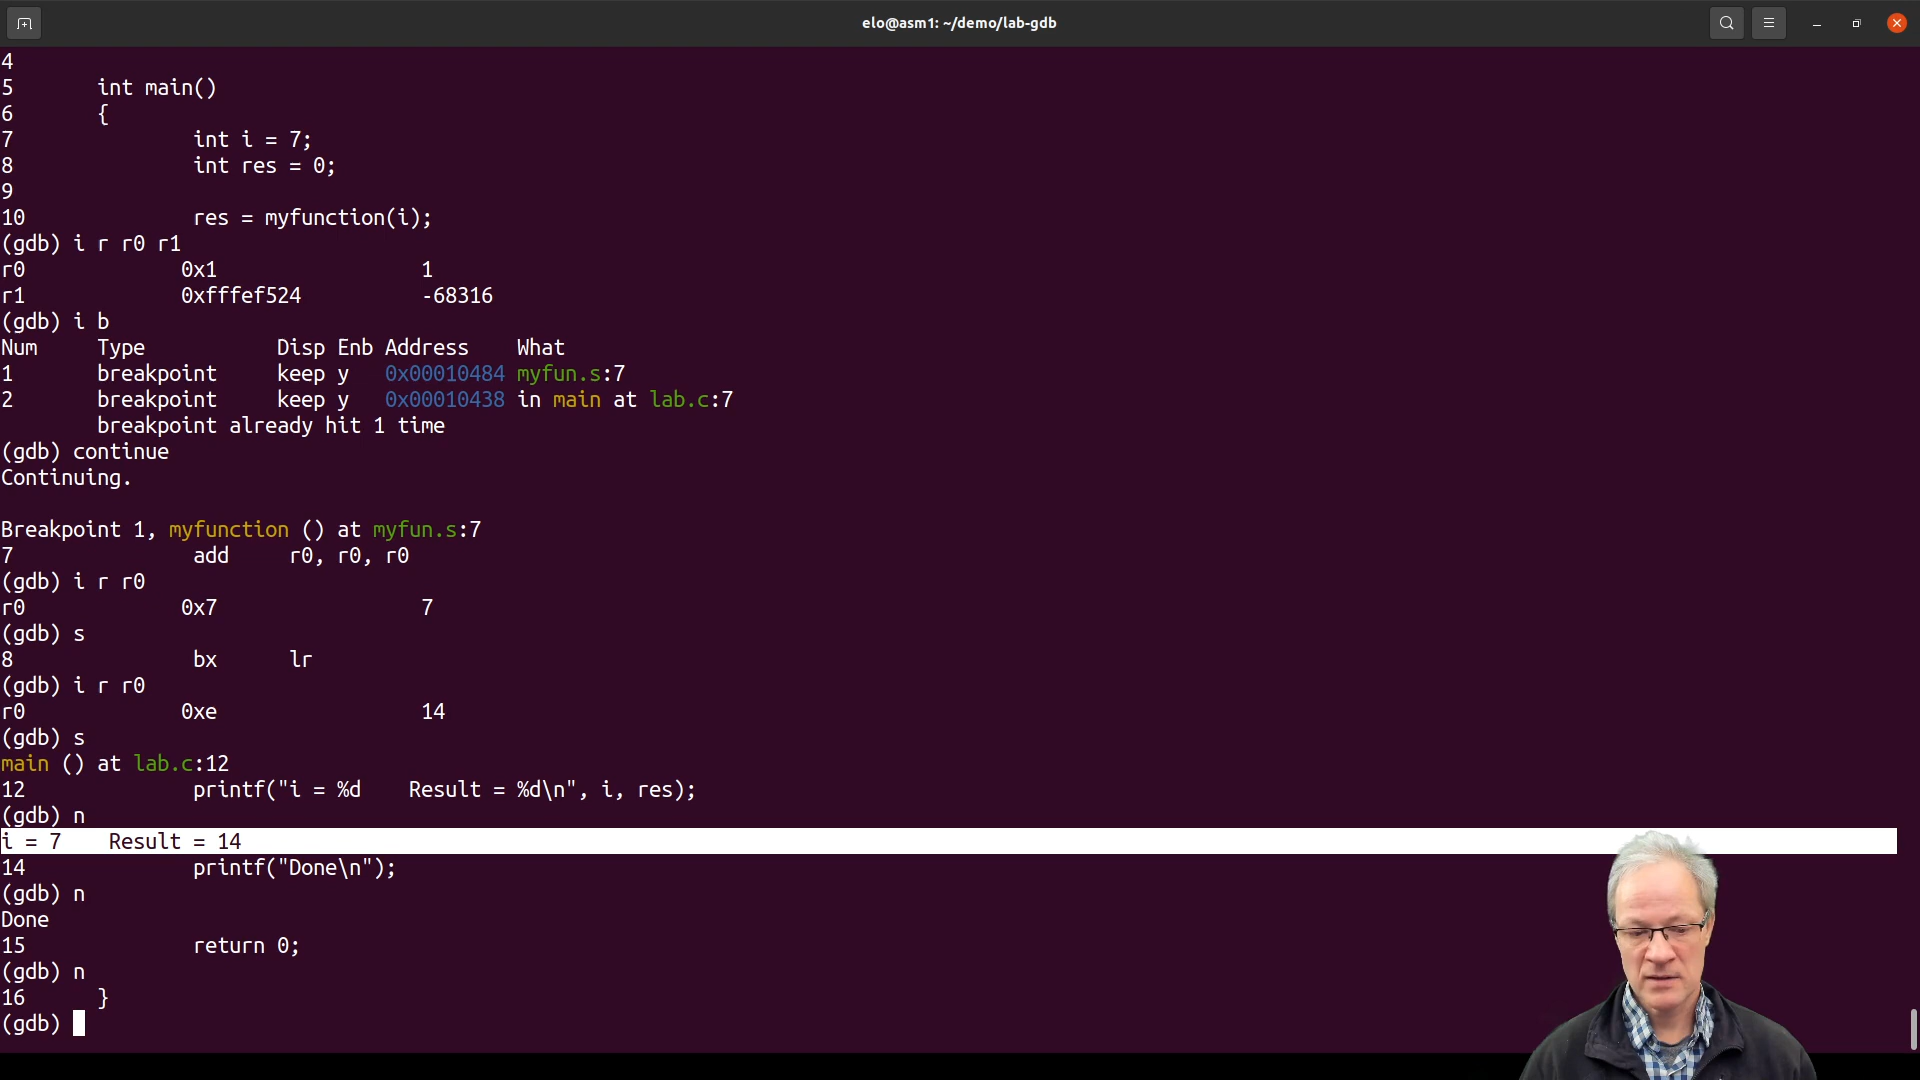 elo@asm1: ~/demo/lab-gdb
4
5       int main()
6       {
7               int i = 7;
8               int res = 0;
9
10              res = myfunction(i);
(gdb) i r r0 r1
r0             0x1                 1
r1             0xfffef524          -68316
(gdb) i b
Num     Type           Disp Enb Address    What
1       breakpoint     keep y   0x00010484 myfun.s:7
2       breakpoint     keep y   0x00010438 in main at lab.c:7
        breakpoint already hit 1 time
(gdb) continue
Continuing.
Breakpoint 1, myfunction () at myfun.s:7
7               add     r0, r0, r0
(gdb) i r r0
r0             0x7                 7
(gdb) s
8               bx      lr
(gdb) i r r0
r0             0xe                 14
(gdb) s
main () at lab.c:12
12              printf("i = %d    Result = %d\n", i, res);
(gdb) n
i = 7    Result = 14
14              printf("Done\n");
(gdb) n
Done
15              return 0;
(gdb) n
16      }
(gdb)